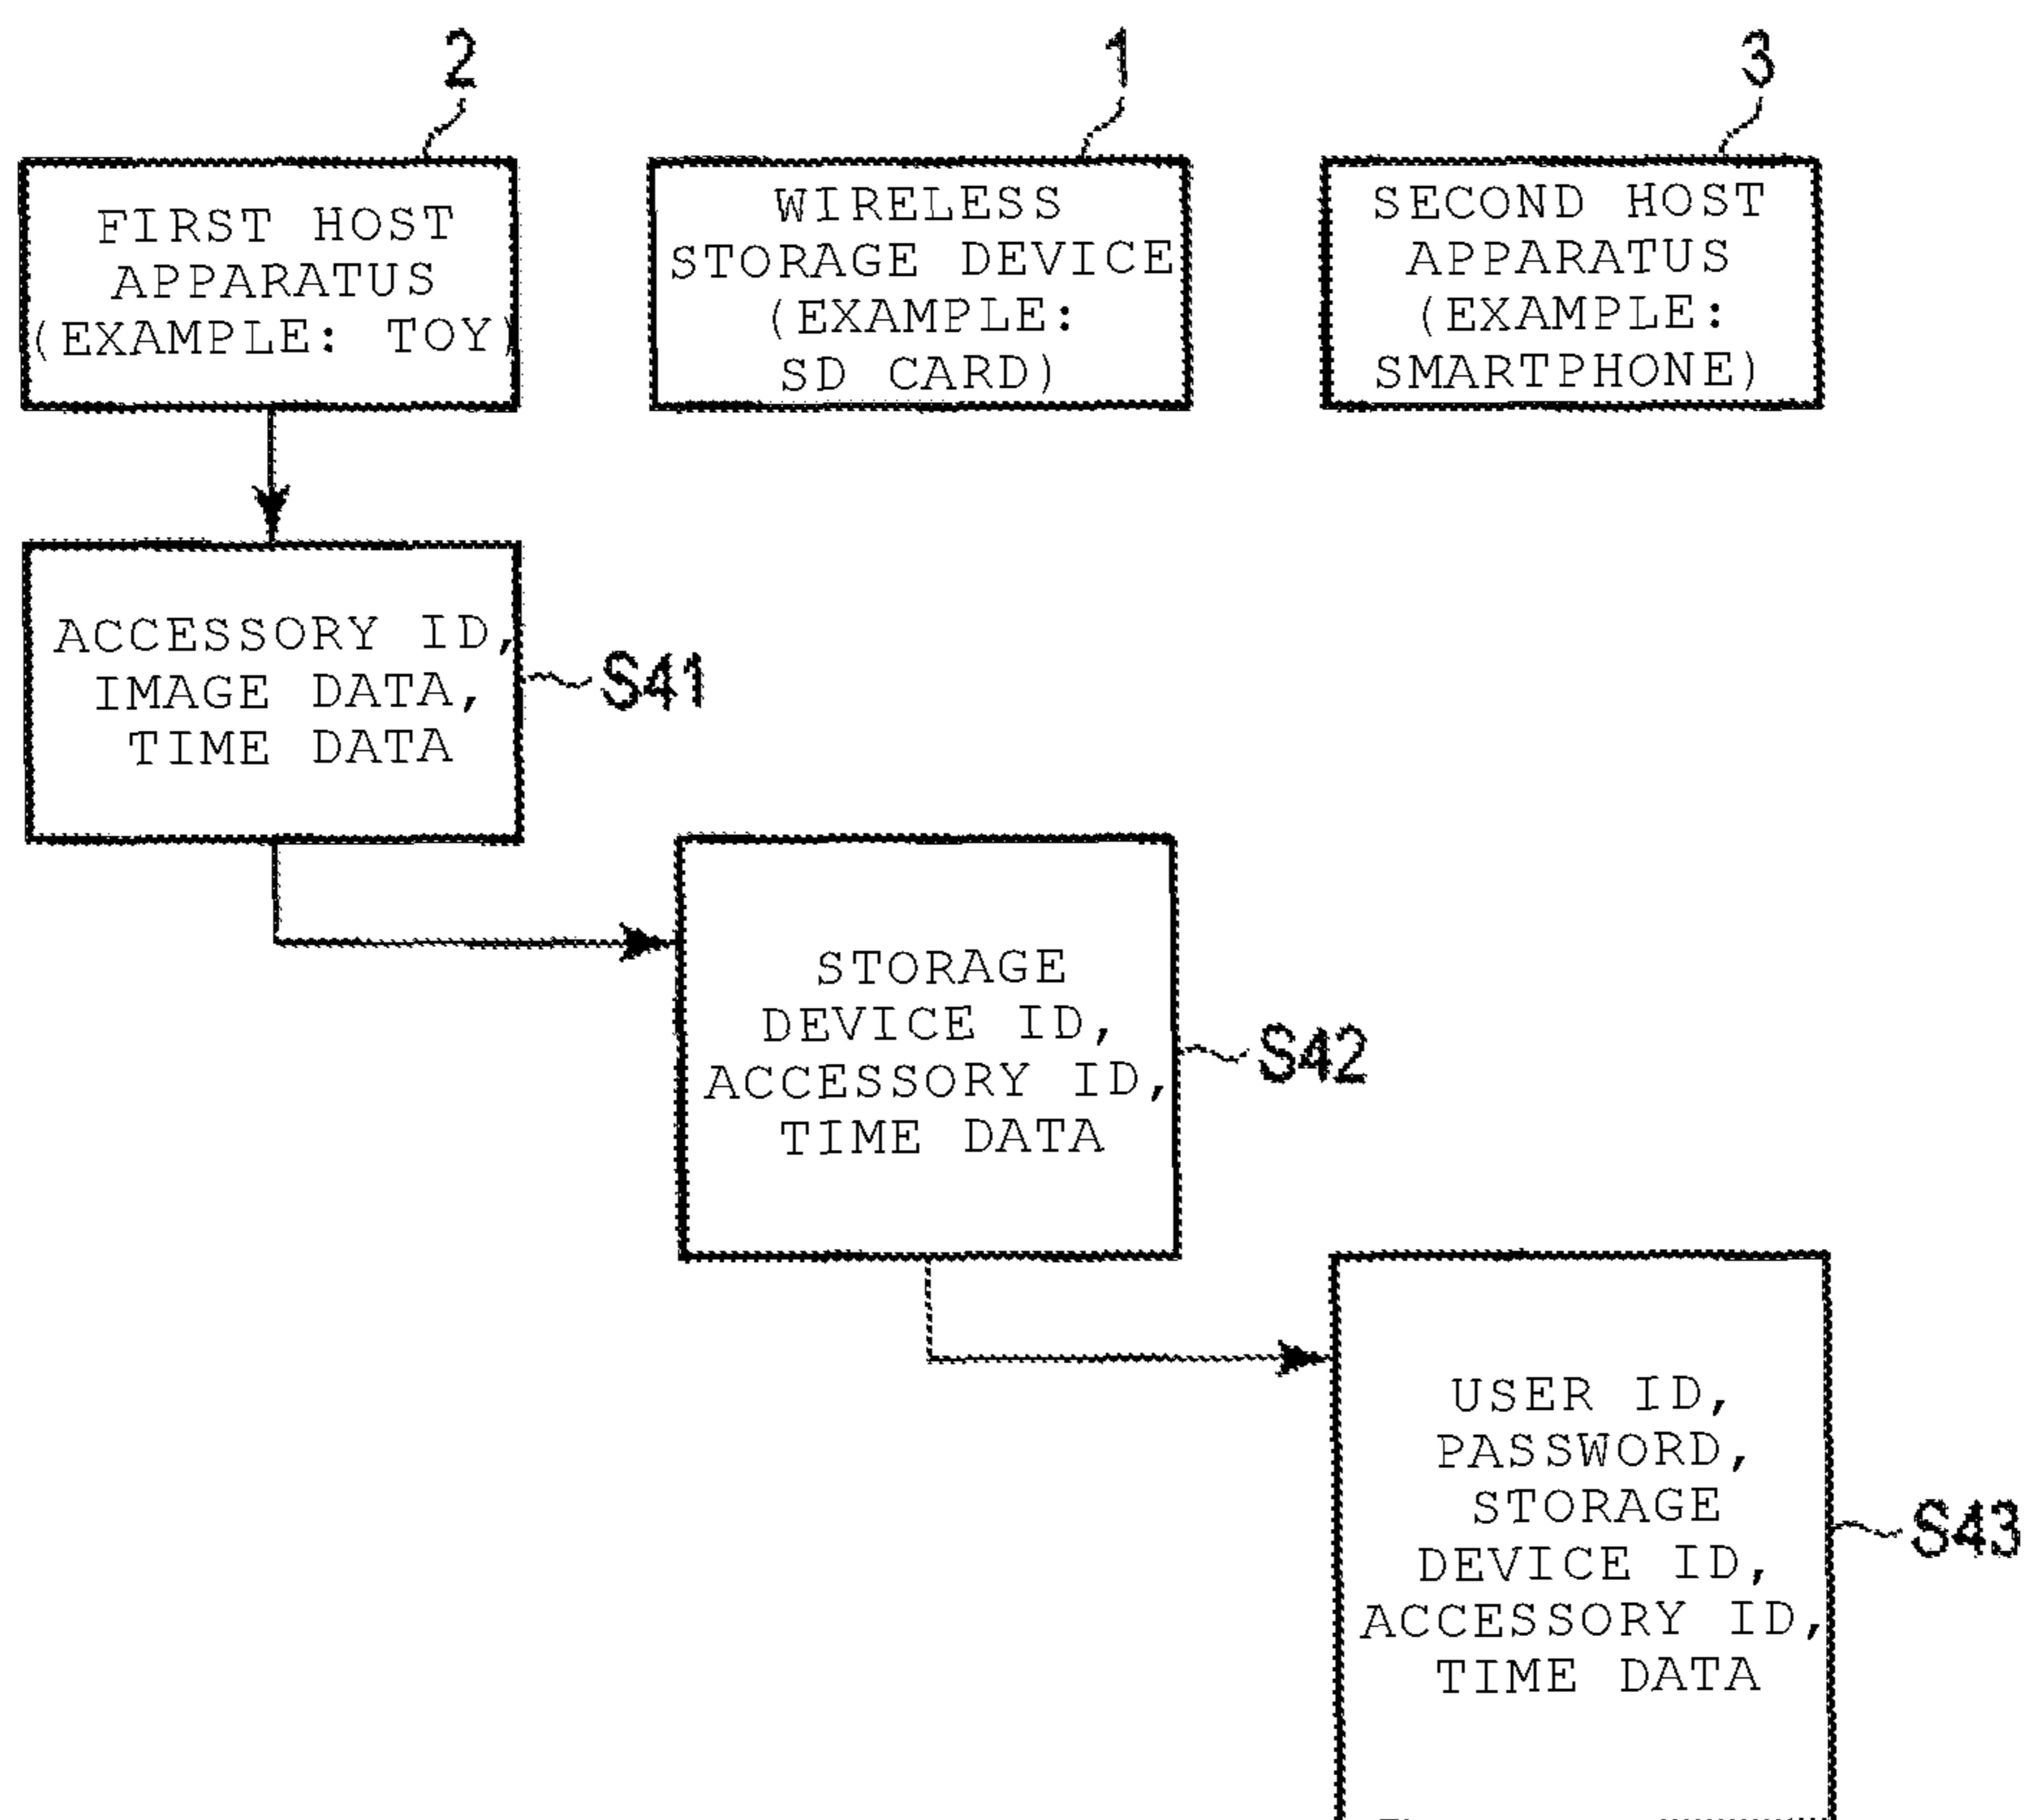 2
1
3
FIRST HOST
APPARATUS
(EXAMPLE: TOY)
WIRELESS
STORAGE DEVICE
(EXAMPLE:
SD CARD)
SECOND HOST
APPARATUS
(EXAMPLE:
SMARTPHONE)
ACCESSORY ID,
IMAGE DATA,
TIME DATA
S41
STORAGE
DEVICE ID,
ACCESSORY ID,
TIME DATA
S42
USER ID,
PASSWORD,
STORAGE
DEVICE ID,
ACCESSORY ID,
TIME DATA
S43